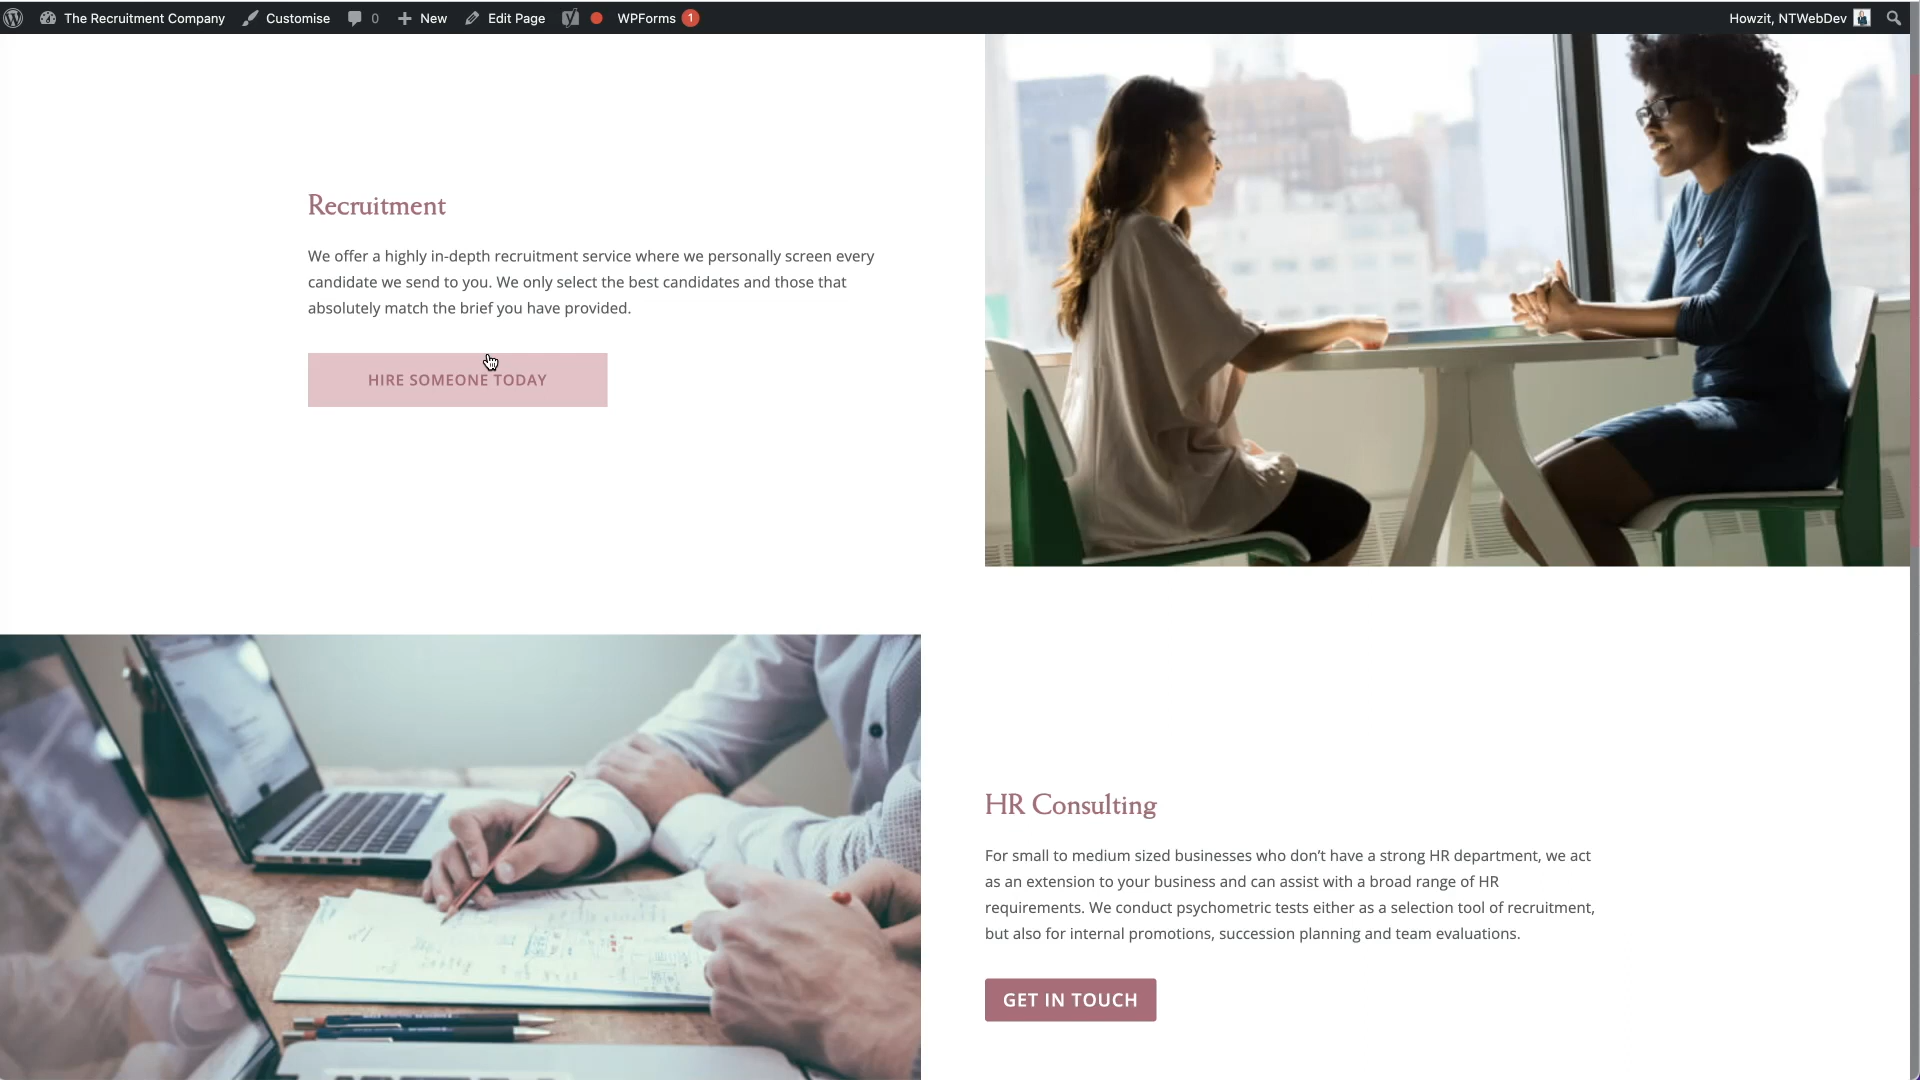 The Recruitment Company Customise 0 New Edit Page WPForms 1 Howzit, NTWebDev
Recruitment
We offer a highly in-depth recruitment service where we personally screen every
candidate we send to you. We only select the best candidates and those that
absolutely match the brief you have provided.
HIRE SOMEONE TODAY
HR Consulting
For small to medium sized businesses who don't have a strong HR department, we act
as an extension to your business and can assist with a broad range of HR
requirements. We conduct psychometric tests either as a selection tool of recruitment,
but also for internal promotions, succession planning and team evaluations.
GET IN TOUCH